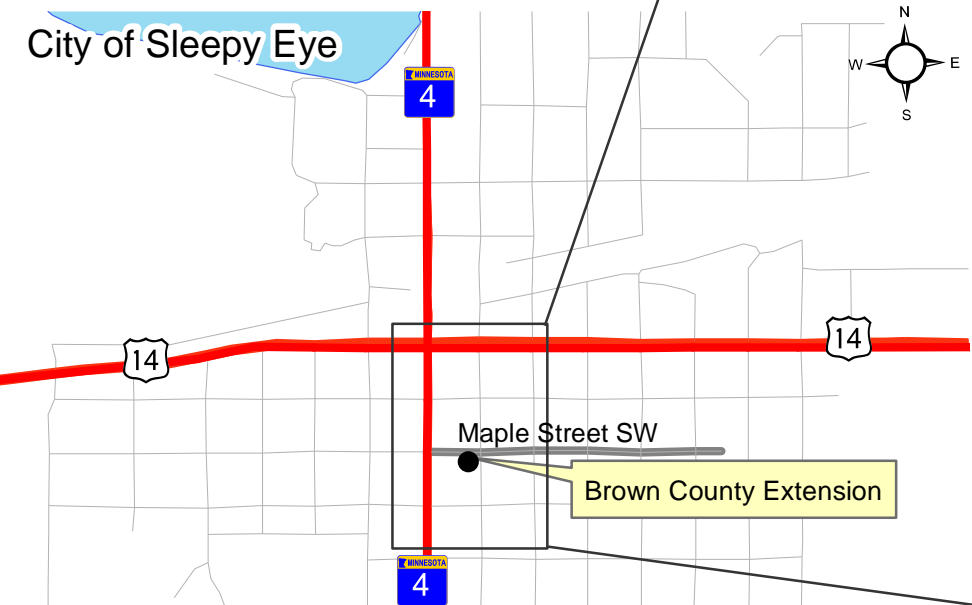 City of Sleepy Eye
N
W
E
S
MINNESOTA
4
14
14
Maple Street SW
Brown County Extension
MINNESOTA
4